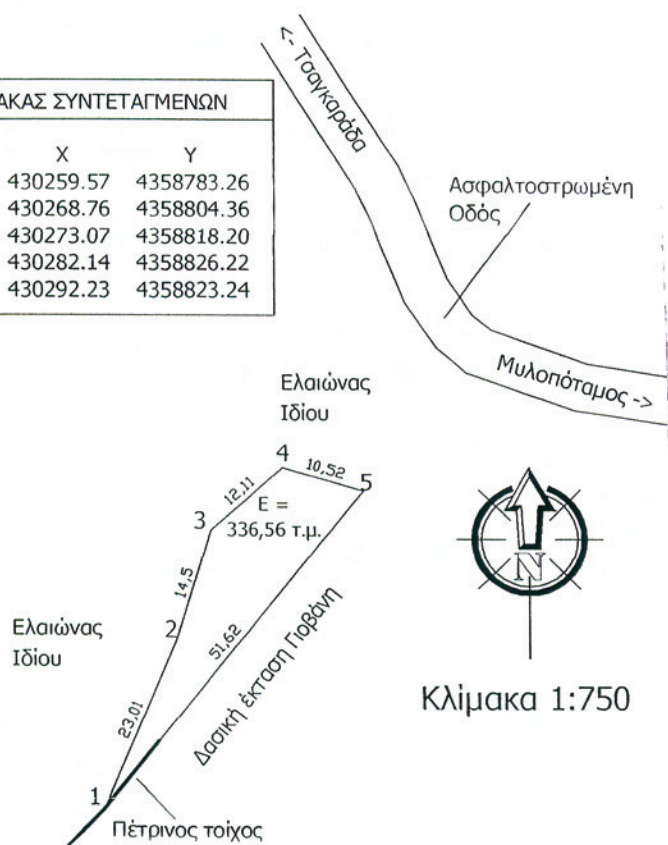 <- Τσαγκαράδα
ΑΚΑΣ ΣΥΝΤΕΤΑΓΜΕΝΩΝ
X Y
430259.57 4358783.26
430268.76 4358804.36
430273.07 4358818.20
430282.14 4358826.22
430292.23 4358823.24
Ασφαλτοστρωμένη
Οδός
Μυλοπόταμος ->
Ελαιώνας
Ιδίου
4
10,52
5
12,11
3
E =
336,56 τ.μ.
14,5
2
51,62
Ελαιώνας
Ιδίου
Δασική έκταση Γιοβάνη
23,01
1
Πέτρινος τοίχος
N
Κλίμακα 1:750